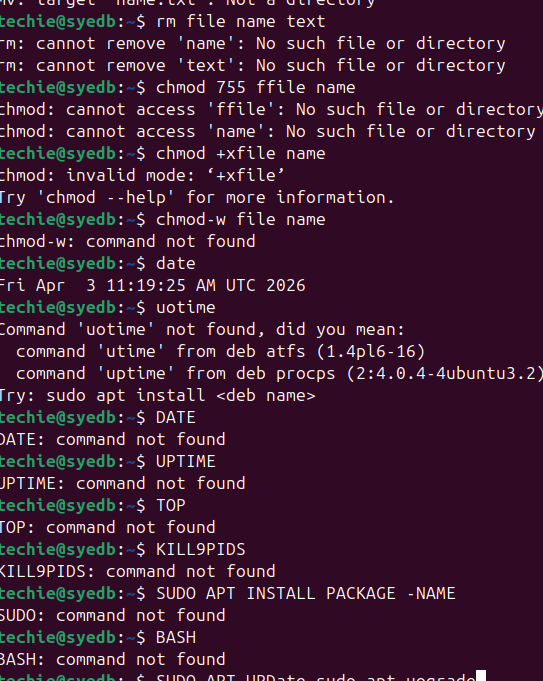 mv: target 'name.txt': Not a directory
techie@syedb:~$ rm file name text
rm: cannot remove 'name': No such file or directory
rm: cannot remove 'text': No such file or directory
techie@syedb:~$ chmod 755 ffile name
chmod: cannot access 'ffile': No such file or directory
chmod: cannot access 'name': No such file or directory
techie@syedb:~$ chmod +xfile name
chmod: invalid mode: ‘+xfile’
Try 'chmod --help' for more information.
techie@syedb:~$ chmod-w file name
chmod-w: command not found
techie@syedb:~$ date
Fri Apr  3 11:19:25 AM UTC 2026
techie@syedb:~$ uotime
Command 'uotime' not found, did you mean:
  command 'utime' from deb atfs (1.4pl6-16)
  command 'uptime' from deb procps (2:4.0.4-4ubuntu3.2)
Try: sudo apt install <deb name>
techie@syedb:~$ DATE
DATE: command not found
techie@syedb:~$ UPTIME
UPTIME: command not found
techie@syedb:~$ TOP
TOP: command not found
techie@syedb:~$ KILL9PIDS
KILL9PIDS: command not found
techie@syedb:~$ SUDO APT INSTALL PACKAGE -NAME
SUDO: command not found
techie@syedb:~$ BASH
BASH: command not found
techie@syedb:~$ SUDO APT UPDate sudo apt upgrade